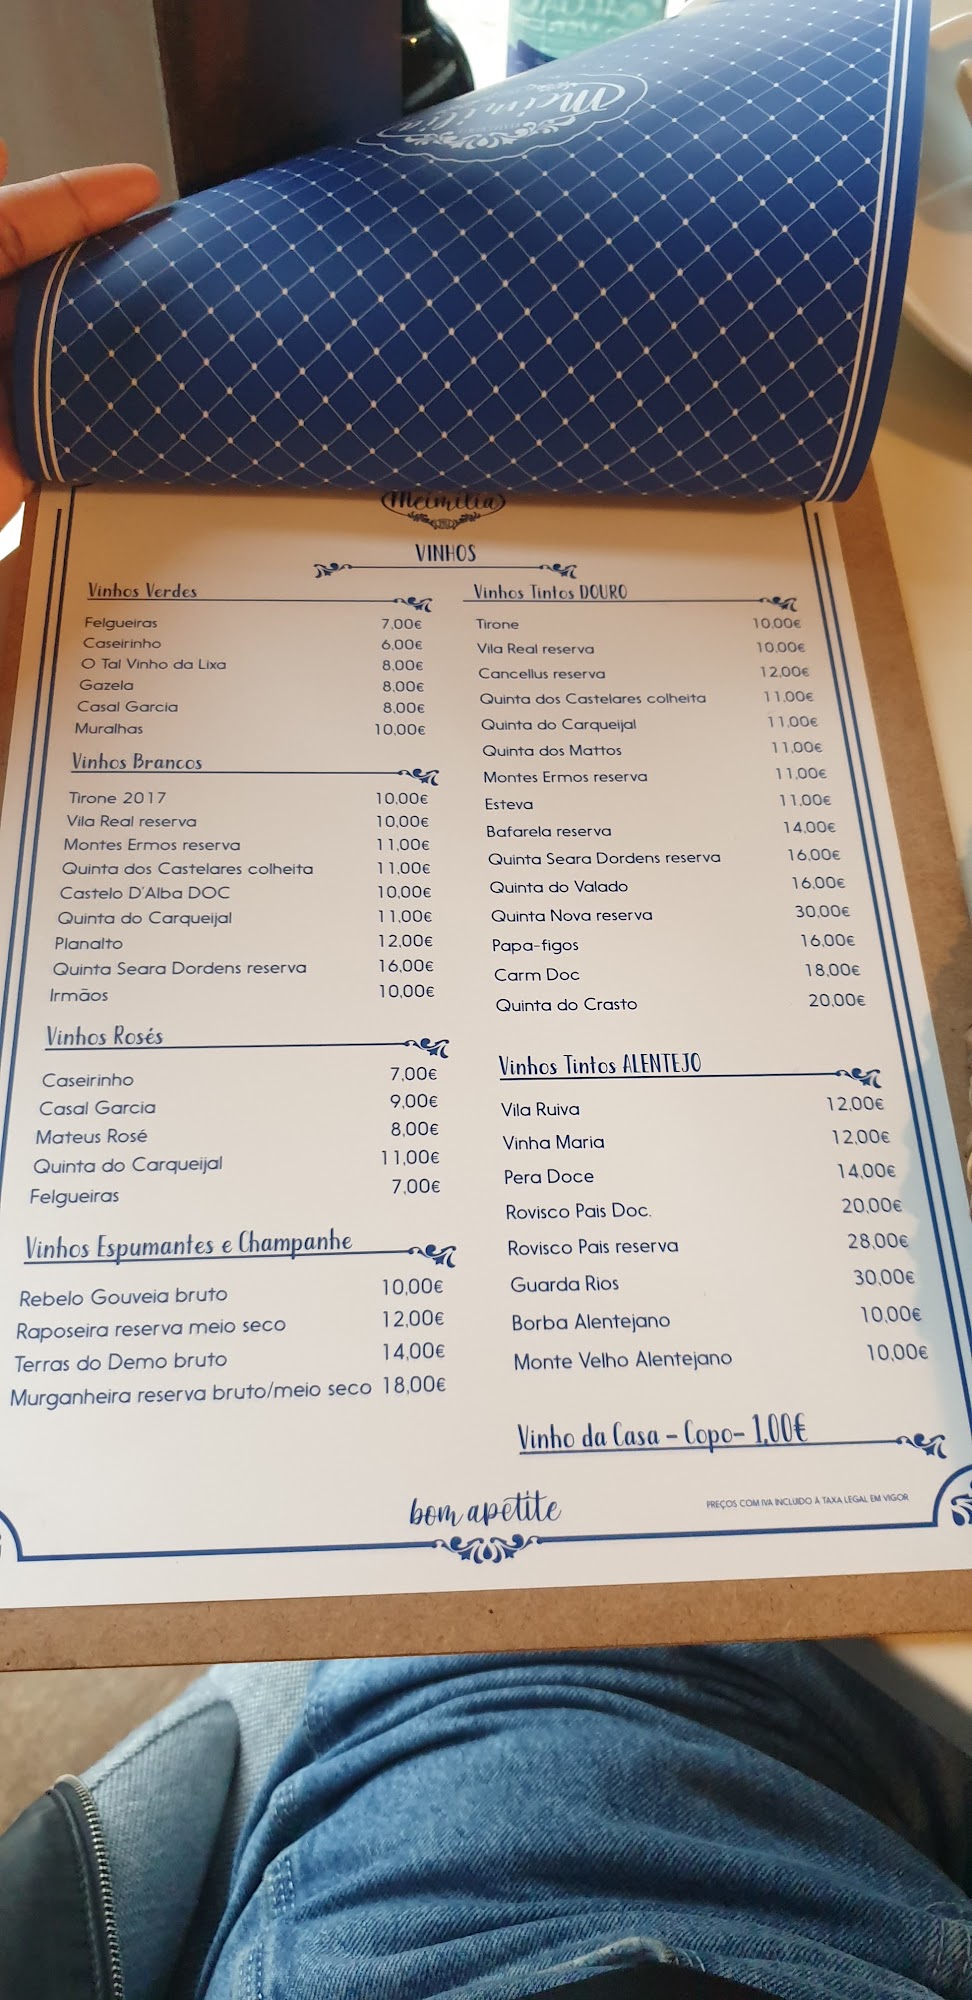 Meimilia
VINHOS
Vinhos Verdes
Felgueiras 7,00€
Caseirinho 6,00€
O Tal Vinho da Lixa 8,00€
Gazela 8,00€
Casal Garcia 8,00€
Muralhas 10,00€
Vinhos Brancos
Tirone 2017 10,00€
Vila Real reserva 10,00€
Montes Ermos reserva 11,00€
Quinta dos Castelares colheita 11,00€
Castelo D'Alba DOC 10,00€
Quinta do Carqueijal 11,00€
Planalto 12,00€
Quinta Seara Dordens reserva 16,00€
Irmãos 10,00€
Vinhos Rosés
Caseirinho 7,00€
Casal Garcia 9,00€
Mateus Rosé 8,00€
Quinta do Carqueijal 11,00€
Felgueiras 7,00€
Vinhos Espumantes e Champanhe
Rebelo Gouveia bruto 10,00€
Raposeira reserva meio seco 12,00€
Terras do Demo bruto 14,00€
Murganheira reserva bruto/meio seco 18,00€
Vinhos Tintos DOURO
Tirone 10,00€
Vila Real reserva 10,00€
Cancellus reserva 12,00€
Quinta dos Castelares colheita 11,00€
Quinta do Carqueijal 11,00€
Quinta dos Mattos 11,00€
Montes Ermos reserva 11,00€
Esteva 11,00€
Bafarela reserva 14,00€
Quinta Seara Dordens reserva 16,00€
Quinta do Valado 16,00€
Quinta Nova reserva 30,00€
Papa-figos 16,00€
Carm Doc 18,00€
Quinta do Crasto 20,00€
Vinhos Tintos ALENTEJO
Vila Ruiva 12,00€
Vinha Maria 12,00€
Pera Doce 14,00€
Rovisco Pais Doc. 20,00€
Rovisco Pais reserva 28,00€
Guarda Rios 30,00€
Borba Alentejano 10,00€
Monte Velho Alentejano 10,00€
Vinho da Casa - Copo- 1,00€
bom apetite
PREÇOS COM IVA INCLUIDO À TAXA LEGAL EM VIGOR